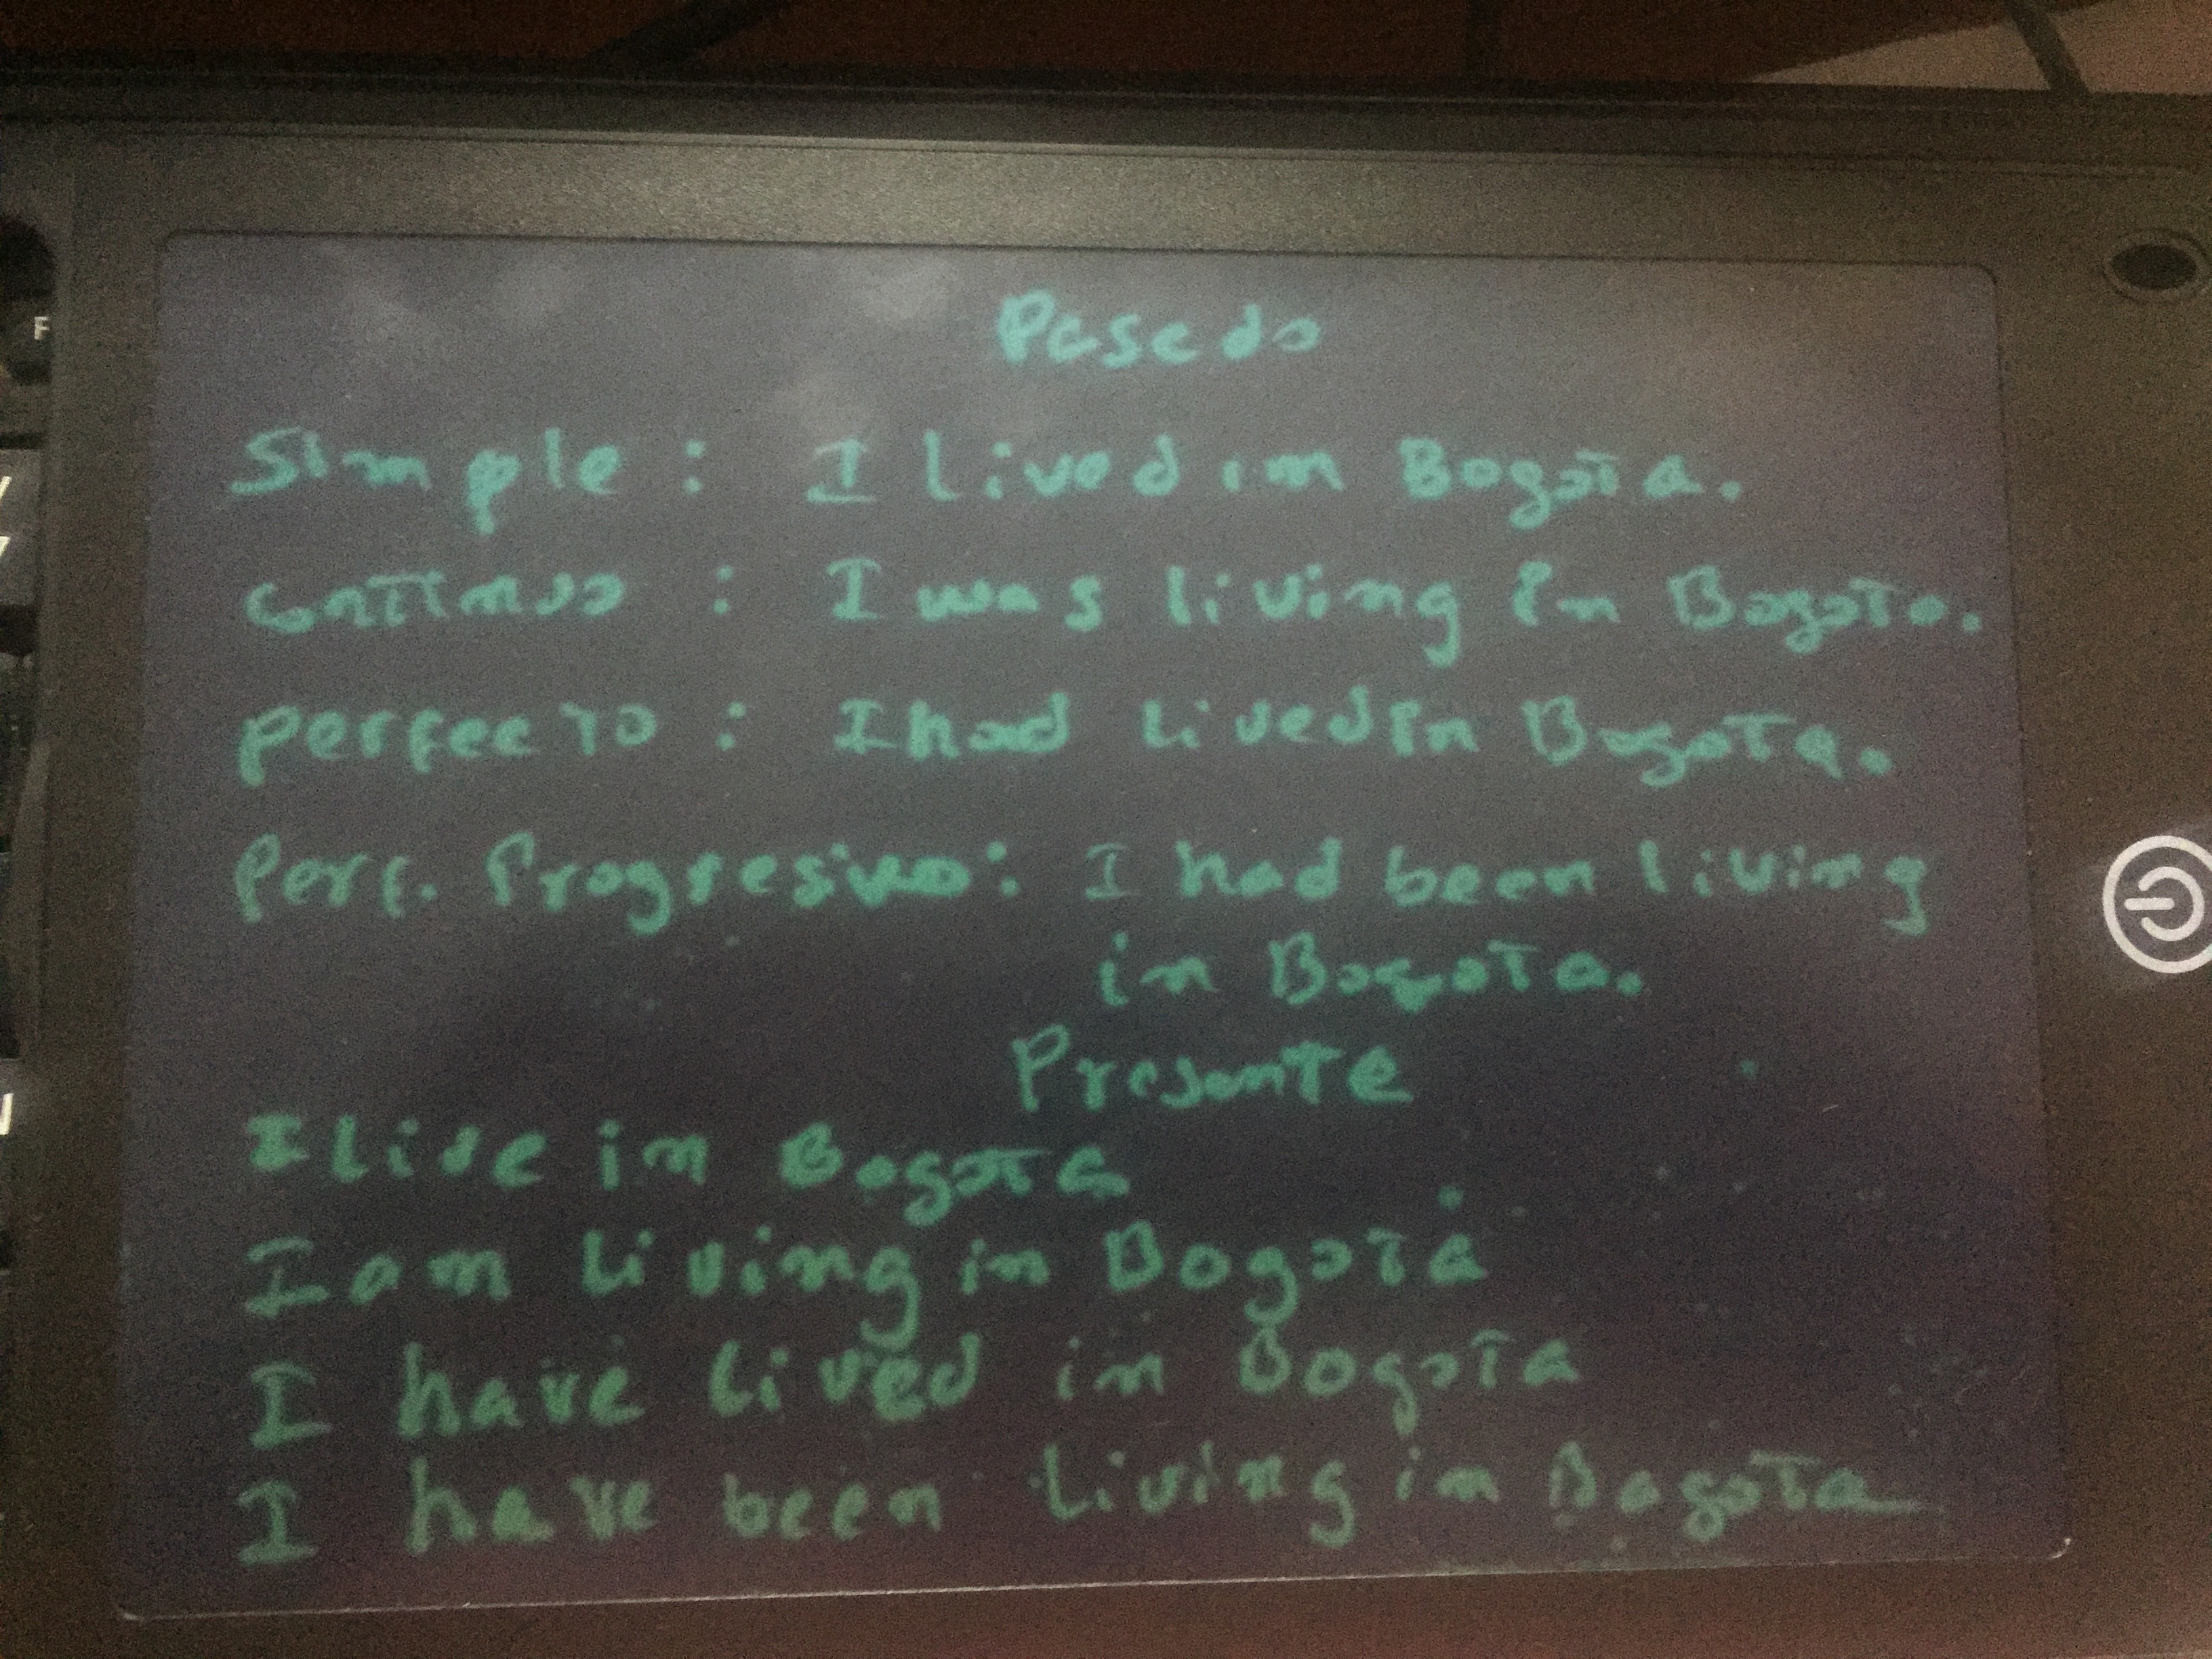 Pasado
Simple : I lived in Bogota.
continuo : I was living in Bogota.
perfecto : I had lived in Bogota.
Perf. Progresivo : I had been living
in Bogota.
Presente
I live in Bogota
I am living in Bogota
I have lived in Bogota
I have been living in Bogota